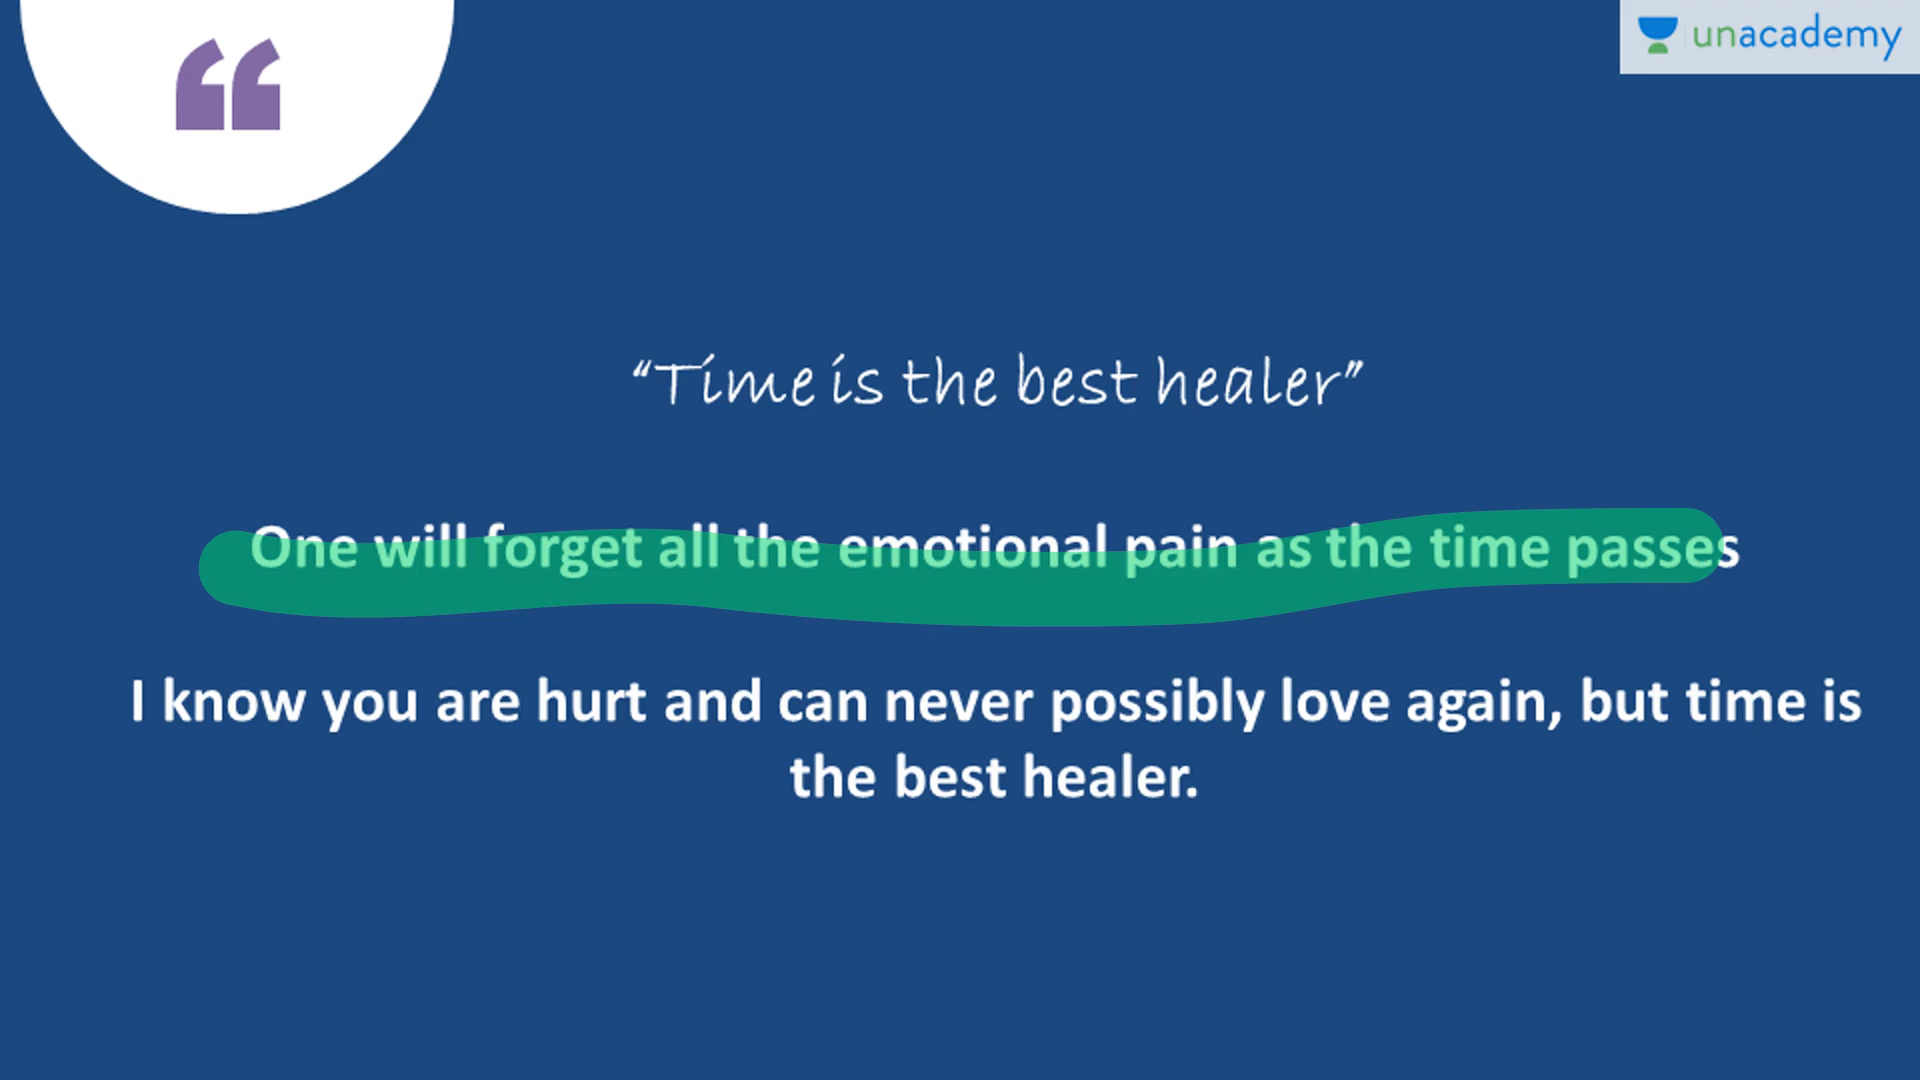 unacademy
“Time is the best healer”
One will forget all the emotional pain as the time passes
I know you are hurt and can never possibly love again, but time is
the best healer.